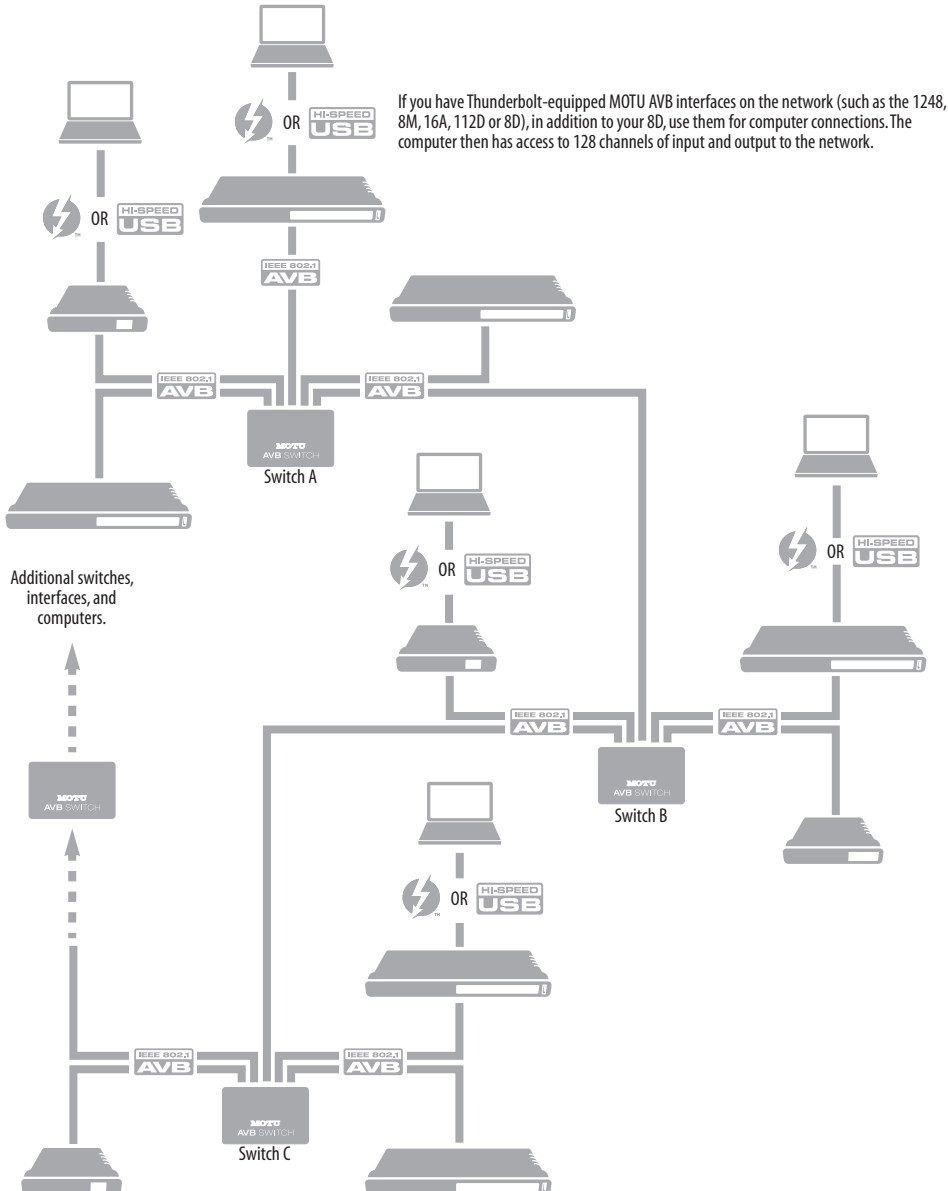 If you have Thunderbolt-equipped MOTU AVB interfaces on the network (such as the 1248,
8M, 16A, 112D or 8D), in addition to your 8D, use them for computer connections. The
computer then has access to 128 channels of input and output to the network.
OR
HI-SPEED
USB
TM
OR
HI-SPEED
USB
TM
IEEE 802.1
AVB
IEEE 802.1
AVB
IEEE 802.1
AVB
MOTU
AVB SWITCH
Switch A
OR
HI-SPEED
USB
TM
OR
HI-SPEED
USB
TM
Additional switches,
interfaces, and
computers.
IEEE 802.1
AVB
IEEE 802.1
AVB
MOTU
AVB SWITCH
Switch B
MOTU
AVB SWITCH
OR
HI-SPEED
USB
TM
IEEE 802.1
AVB
IEEE 802.1
AVB
MOTU
AVB SWITCH
Switch C